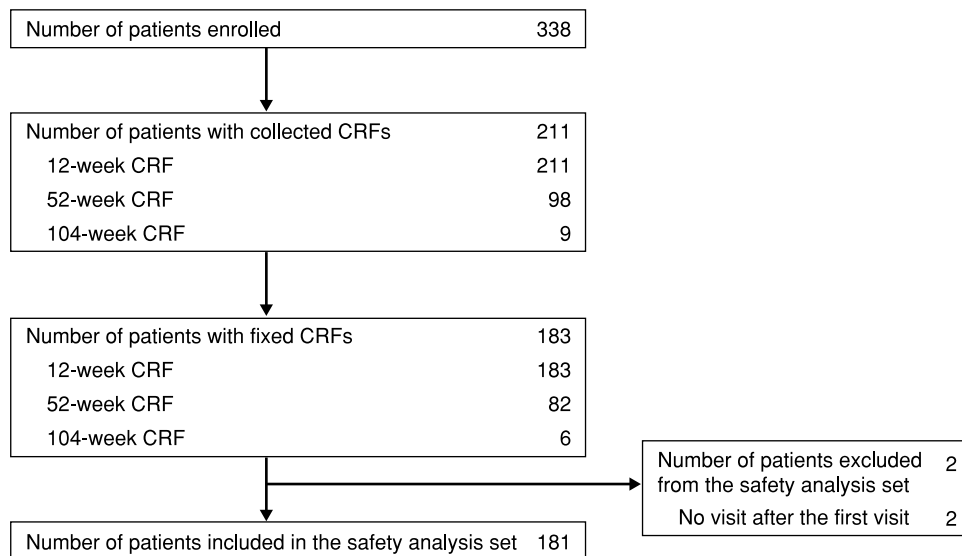 Number of patients enrolled 338
Number of patients with collected CRFs 211
12-week CRF 211
52-week CRF 98
104-week CRF 9
Number of patients with fixed CRFs 183
12-week CRF 183
52-week CRF 82
104-week CRF 6
Number of patients excluded 2
from the safety analysis set
No visit after the first visit 2
Number of patients included in the safety analysis set 181